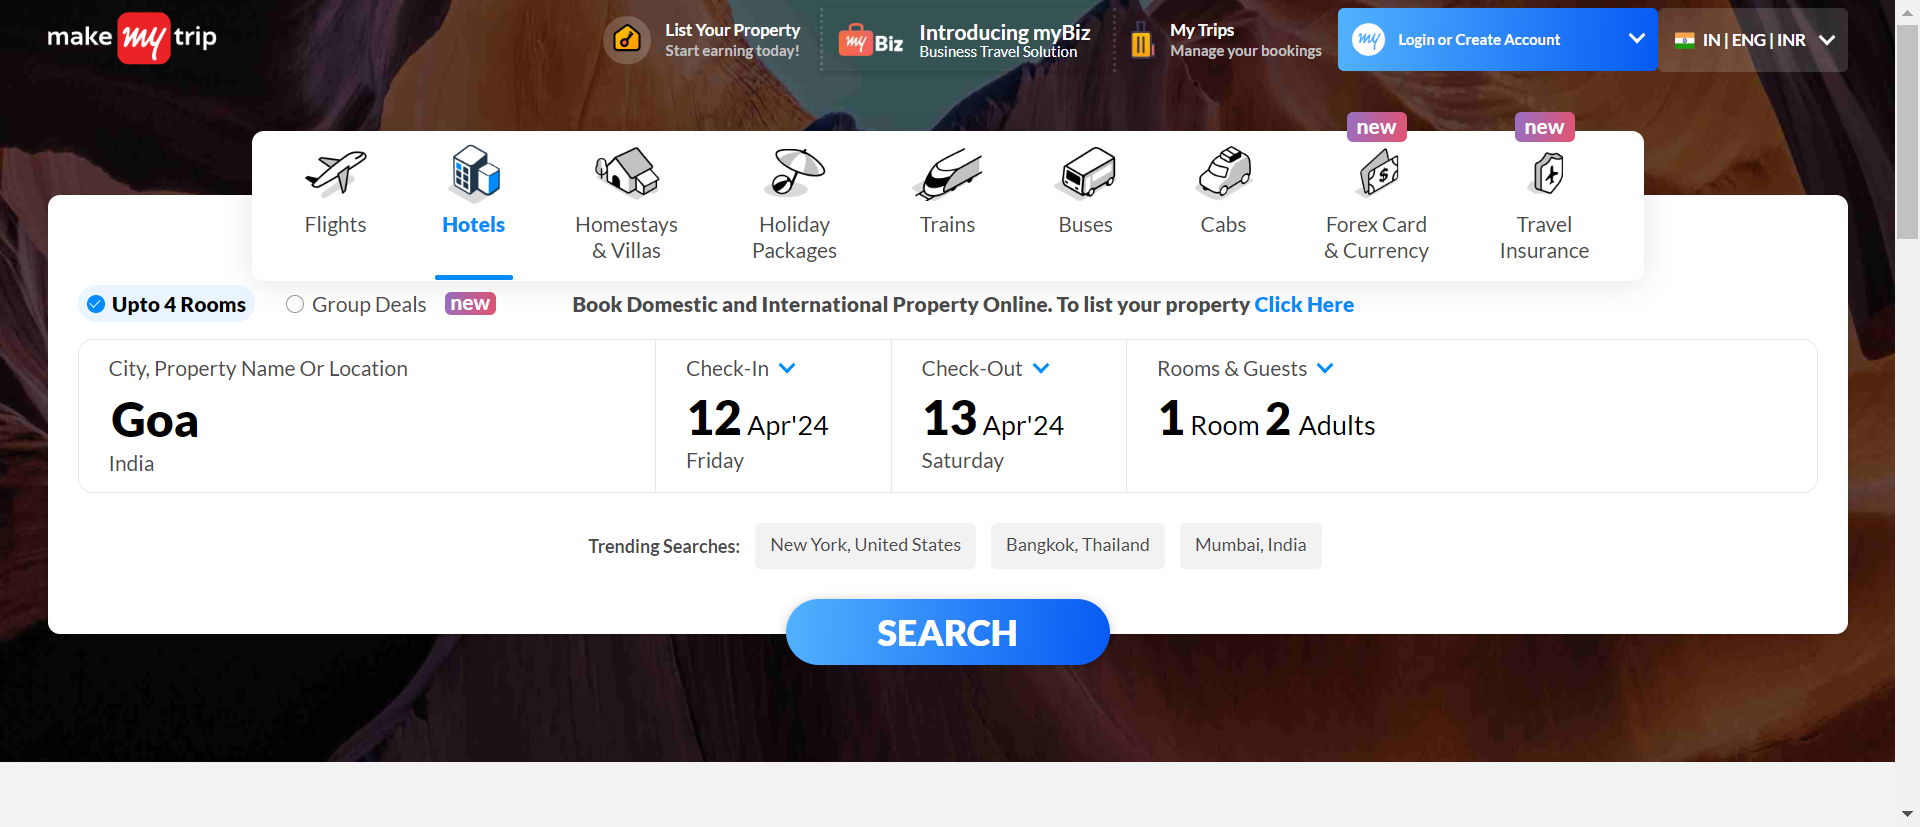 make my trip
List Your Property
Start earning today!
my Biz
Introducing myBiz
Business Travel Solution
My Trips
Manage your bookings
my
Login or Create Account
IN | ENG | INR
new
new
Flights
Hotels
Homestays
& Villas
Holiday
Packages
Trains
Buses
Cabs
Forex Card
& Currency
Travel
Insurance
Upto 4 Rooms
Group Deals
new
Book Domestic and International Property Online. To list your property Click Here
City, Property Name Or Location
Goa
India
Check-In
12 Apr'24
Friday
Check-Out
13 Apr'24
Saturday
Rooms & Guests
1 Room 2 Adults
Trending Searches:
New York, United States
Bangkok, Thailand
Mumbai, India
SEARCH